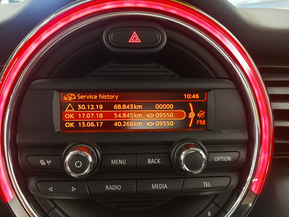 Service history 10:46
30.12.19 68.843km 00000
OK 17.07.18 54.845km 09550
OK 13.06.17 40.268km 09550
FM
MENU BACK OPTION
RADIO MEDIA TEL